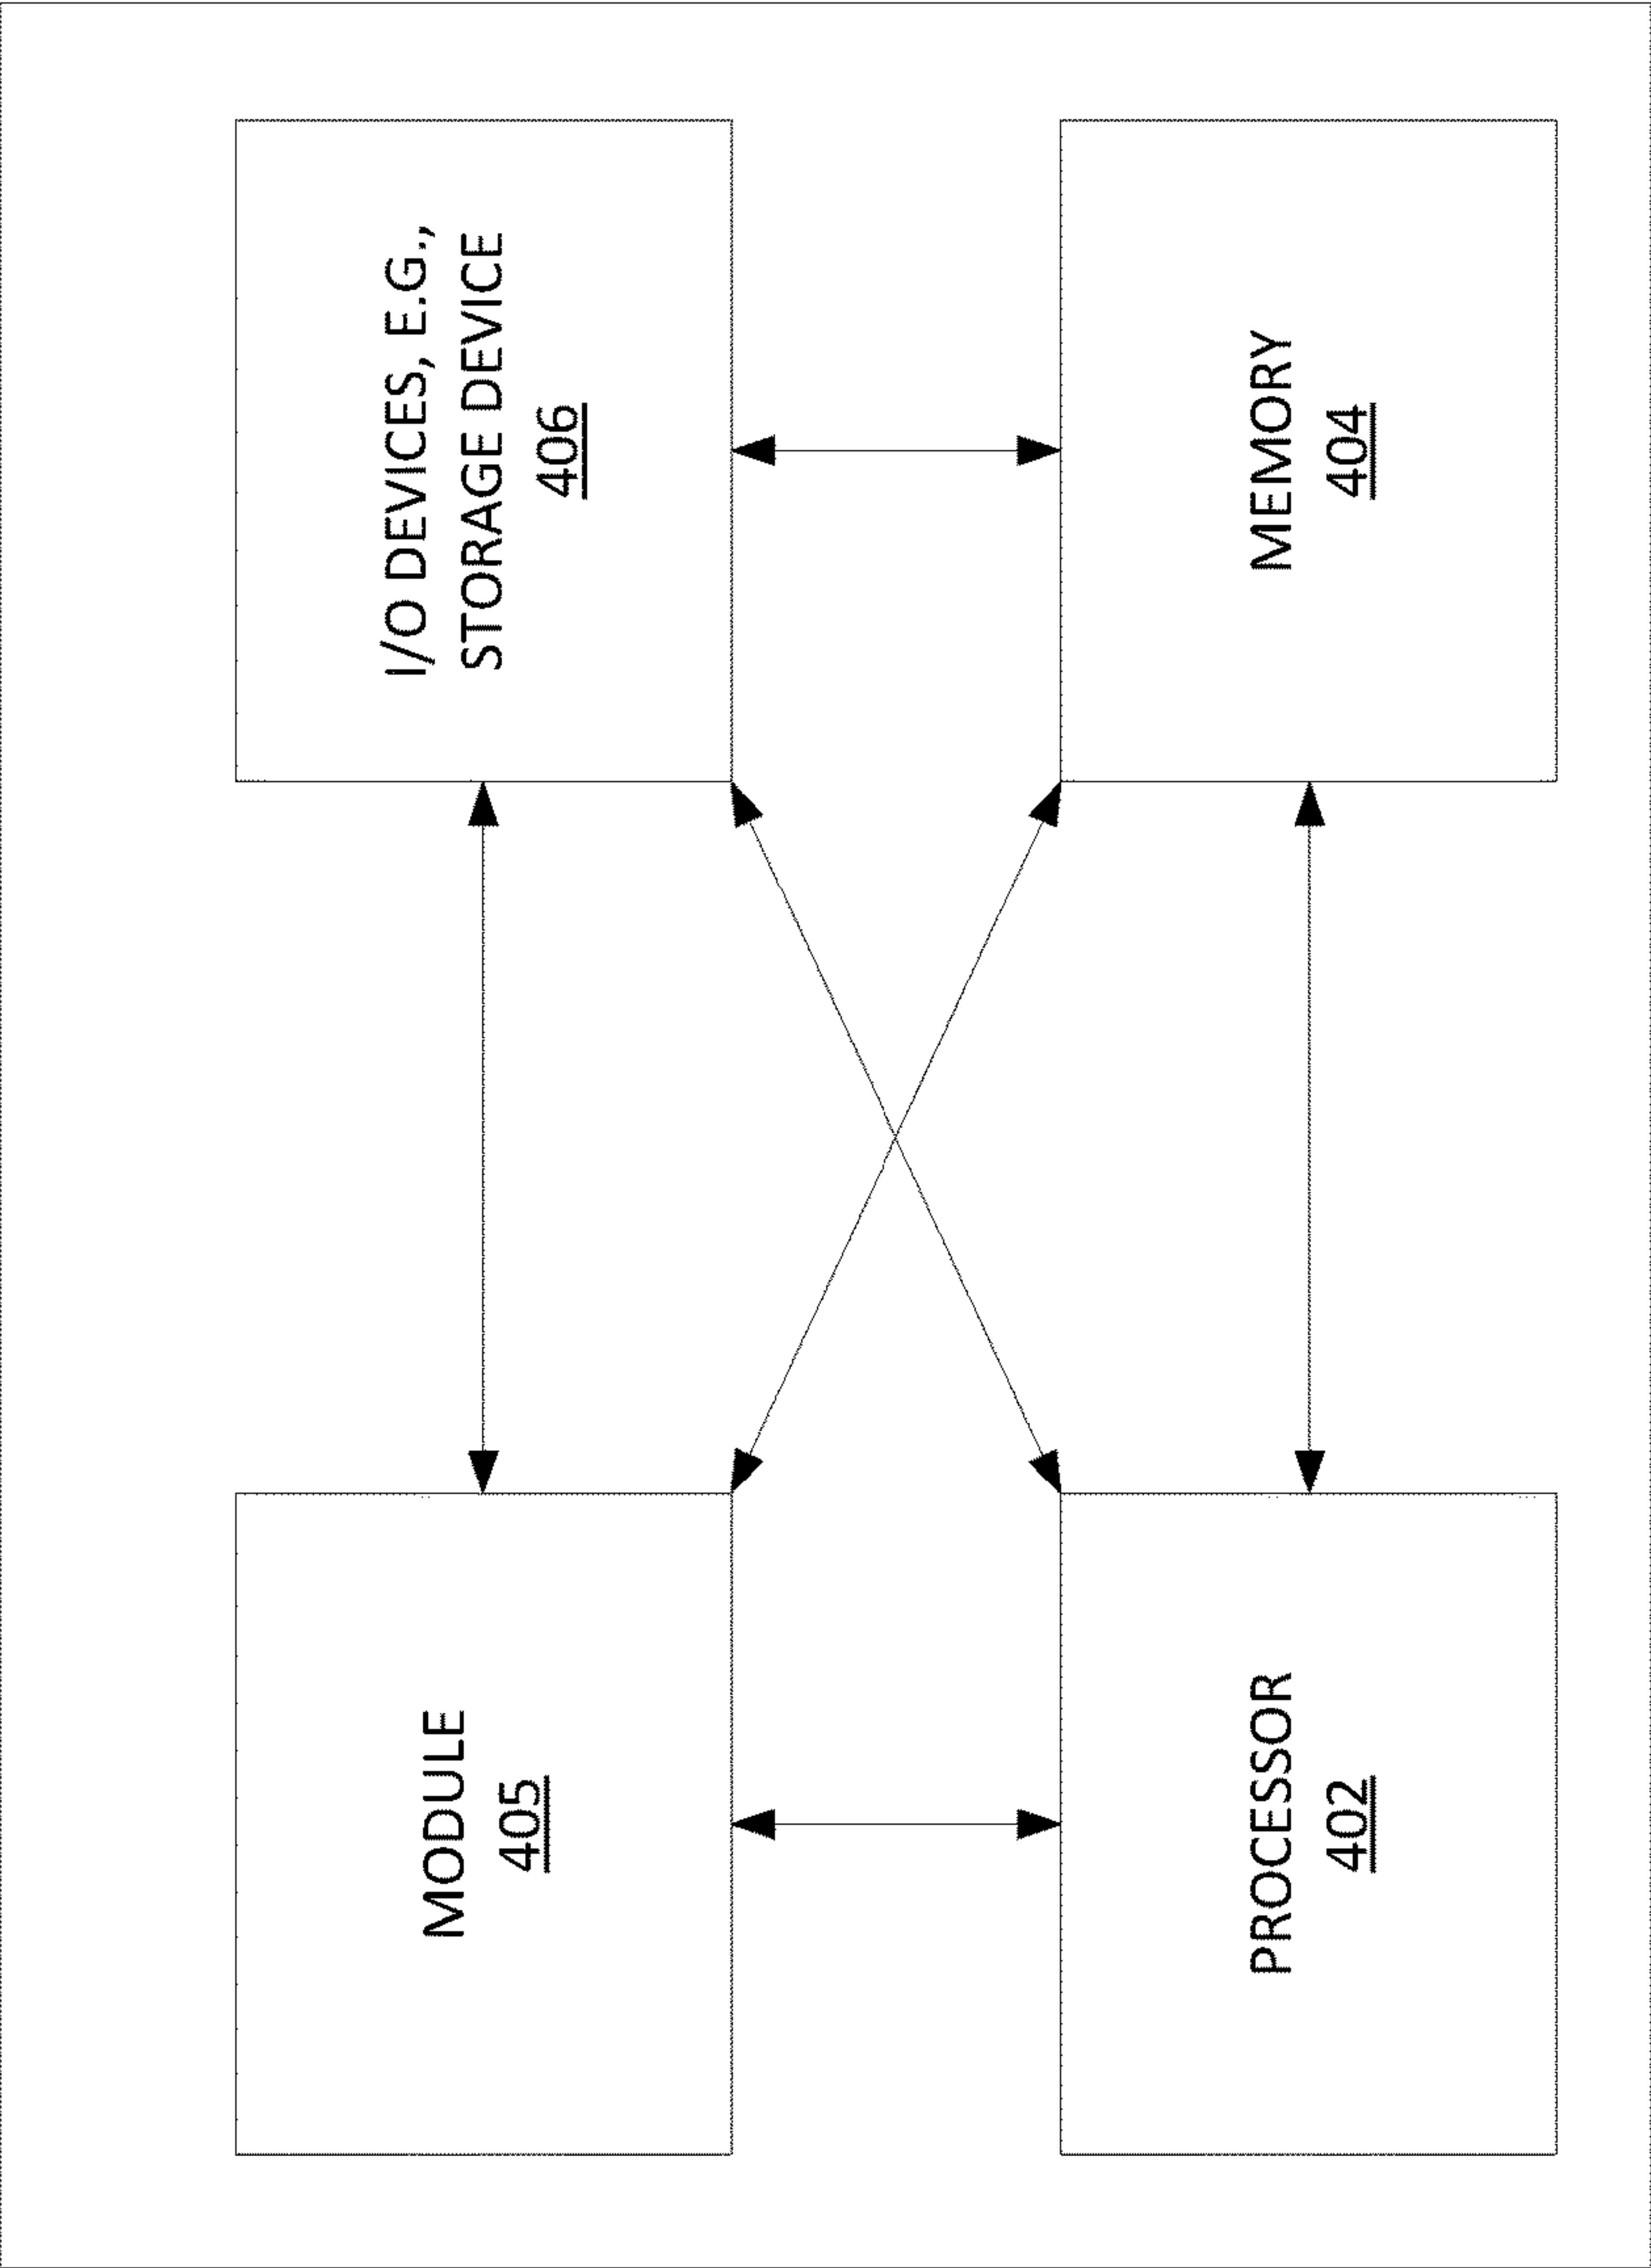 MODULE
405
I/O DEVICES, E.G.,
STORAGE DEVICE
406
PROCESSOR
402
MEMORY
404